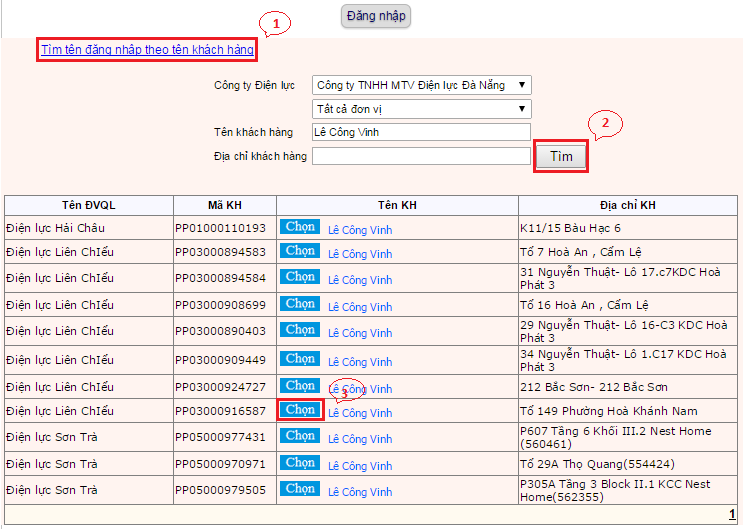 Đăng nhập
1
Tìm tên đăng nhập theo tên khách hàng
Công ty Điện lực Công ty TNHH MTV Điện lực Đà Nẵng
Tất cả đơn vị
Tên khách hàng Lê Công Vinh
2
Địa chỉ khách hàng Tìm
Tên ĐVQL Mã KH Tên KH Địa chỉ KH
Điện lực Hải Châu PP01000110193 Chọn Lê Công Vinh K11/15 Bàu Hạc 6
Điện lực Liên Chiểu PP03000894583 Chọn Lê Công Vinh Tổ 7 Hoà An , Cẩm Lệ
Điện lực Liên Chiểu PP03000894584 Chọn Lê Công Vinh 31 Nguyễn Thuật- Lô 17.c7KDC Hoà
Phát 3
Điện lực Liên Chiểu PP03000908699 Chọn Lê Công Vinh Tổ 16 Hoà An , Cẩm Lệ
Điện lực Liên Chiểu PP03000890403 Chọn Lê Công Vinh 29 Nguyễn Thuật- Lô 16-C3 KDC Hoà
Phát 3
Điện lực Liên Chiểu PP03000909449 Chọn Lê Công Vinh 34 Nguyễn Thuật- Lô 1.C17 KDC Hoà
Phát 3
Điện lực Liên Chiểu PP03000924727 Chọn Lê Công Vinh 212 Bắc Sơn- 212 Bắc Sơn
3
Điện lực Liên Chiểu PP03000916587 Chọn Lê Công Vinh Tổ 149 Phường Hoà Khánh Nam
Điện lực Sơn Trà PP05000977431 Chọn Lê Công Vinh P607 Tầng 6 Khối III.2 Nest Home
(560461)
Điện lực Sơn Trà PP05000970971 Chọn Lê Công Vinh Tổ 29A Thọ Quang(554424)
Điện lực Sơn Trà PP05000979505 Chọn Lê Công Vinh P305A Tầng 3 Block II.1 KCC Nest
Home(562355)
1